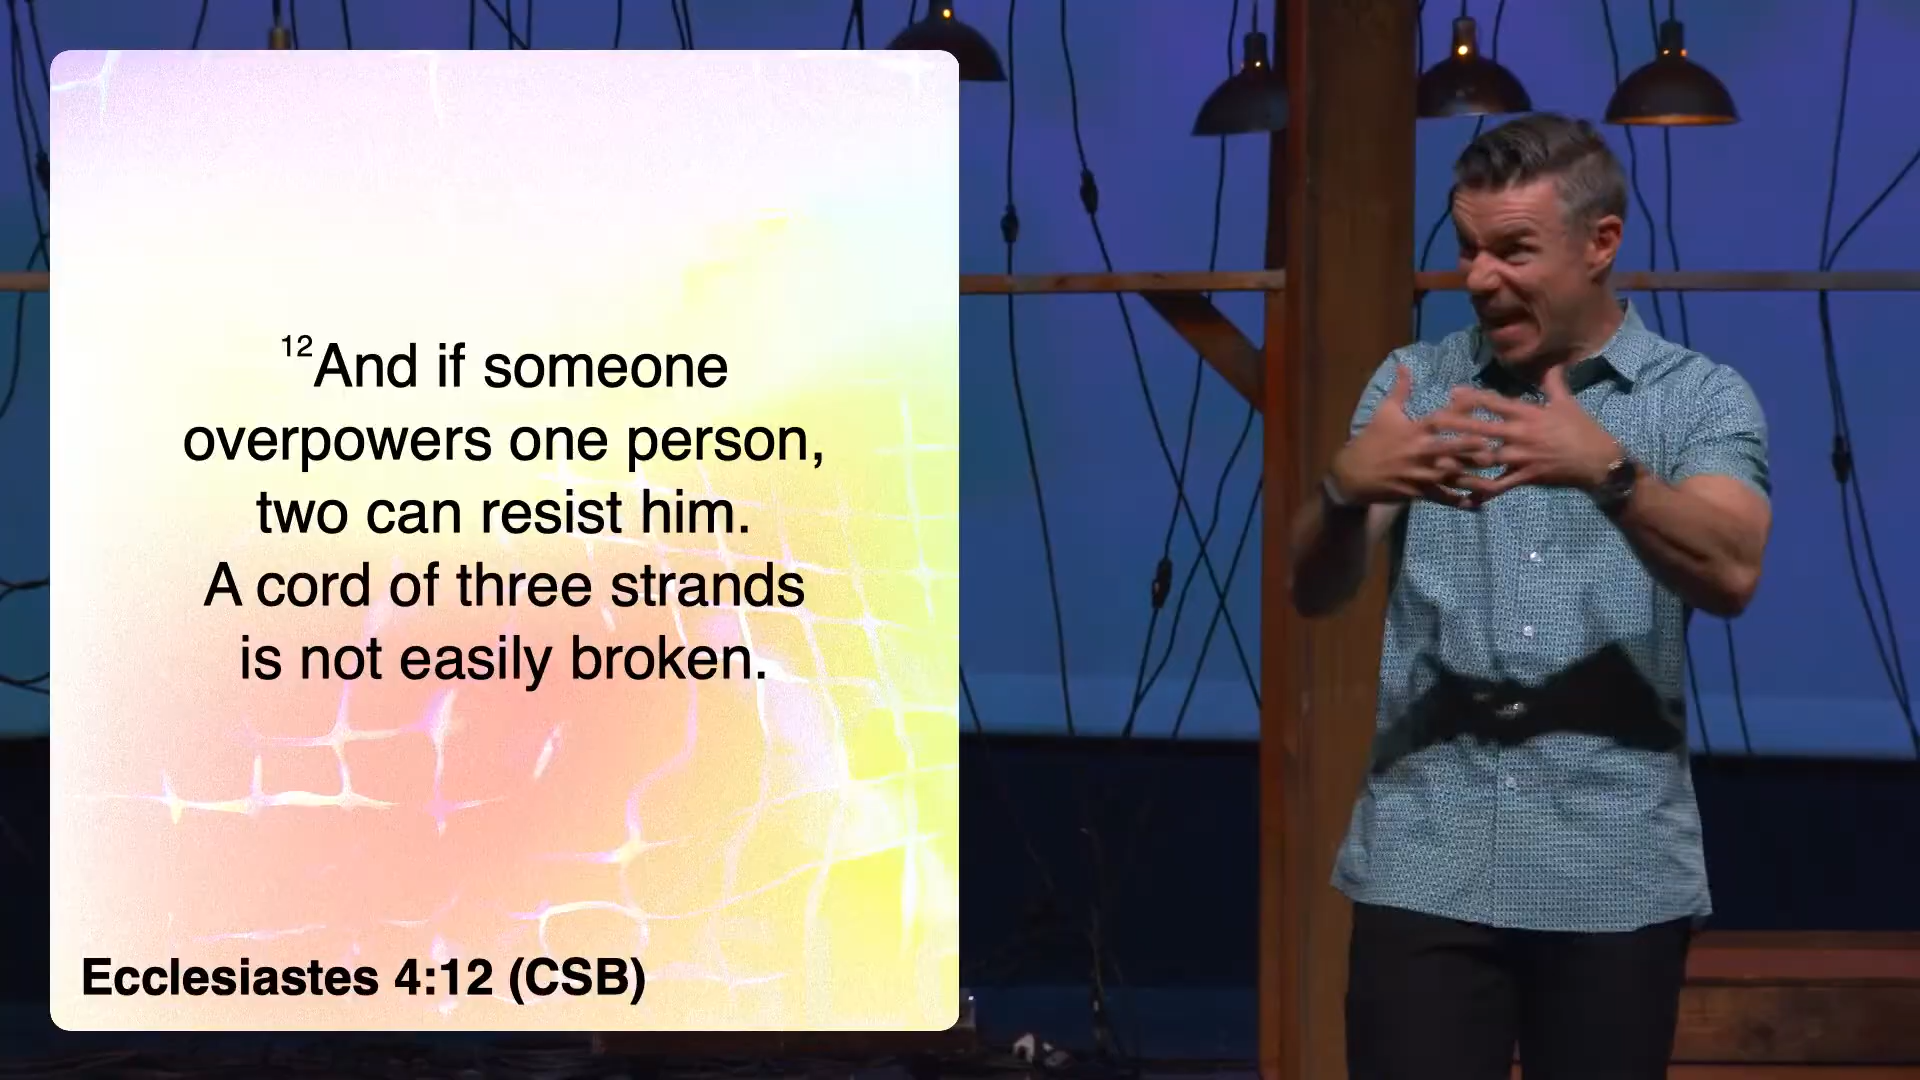 12And if someone
overpowers one person,
two can resist him.
A cord of three strands
is not easily broken.
Ecclesiastes 4:12 (CSB)